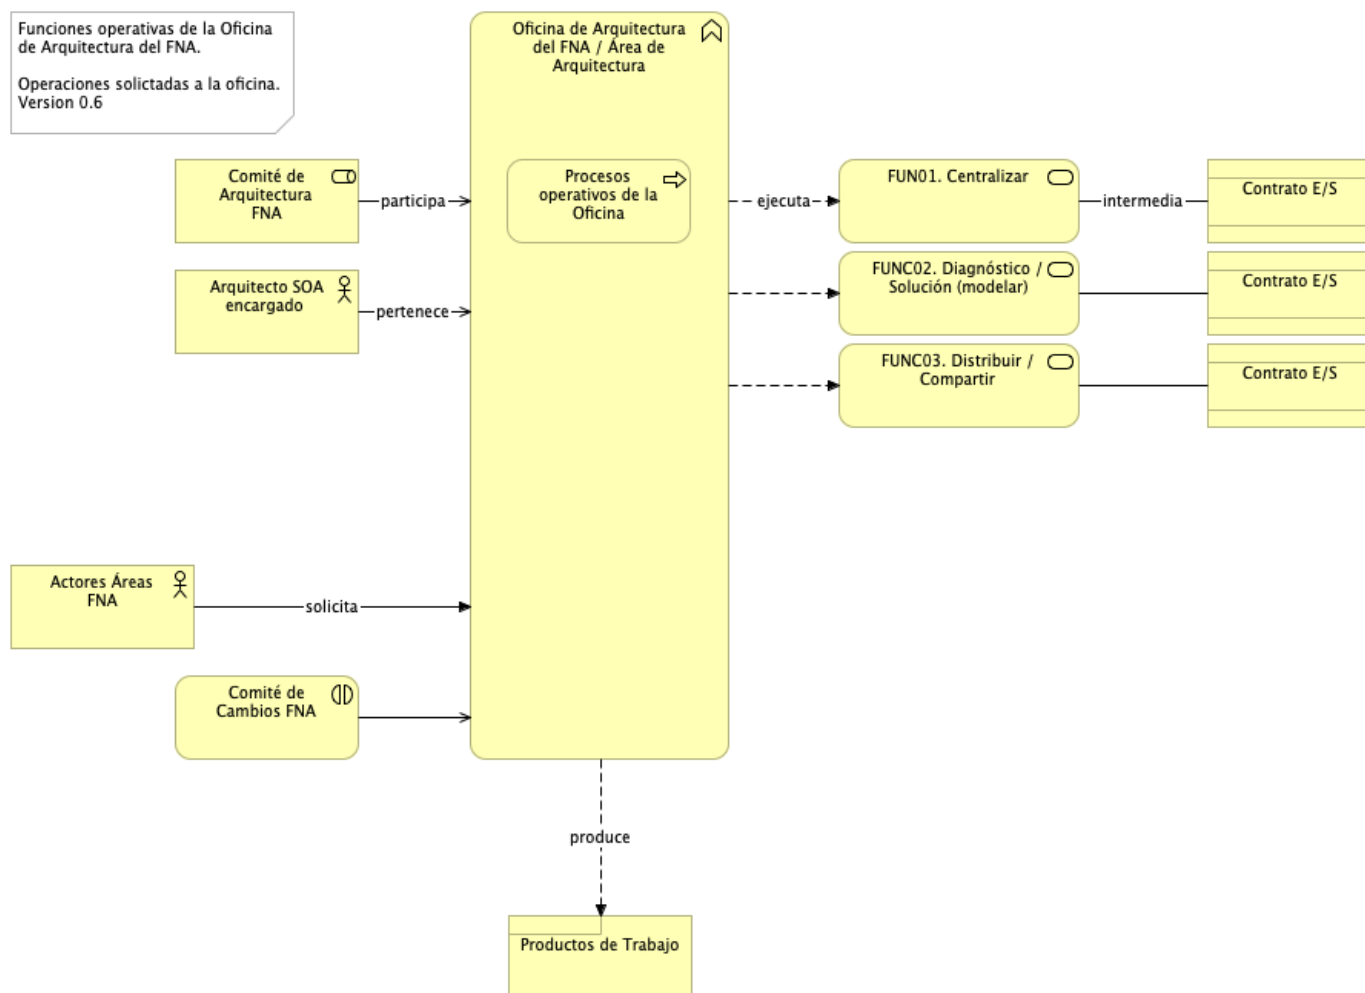 Funciones operativas de la Oficina
de Arquitectura del FNA.
Operaciones solictadas a la oficina.
Version 0.6
Oficina de Arquitectura
del FNA / Área de
Arquitectura
Comité de
Arquitectura
FNA
participa
Procesos
operativos de la
Oficina
ejecuta
FUN01. Centralizar
intermedia
Contrato E/S
Arquitecto SOA
encargado
pertenece
FUNC02. Diagnóstico /
Solución (modelar)
Contrato E/S
FUNC03. Distribuir /
Compartir
Contrato E/S
Actores Áreas
FNA
solicita
Comité de
Cambios FNA
produce
Productos de Trabajo